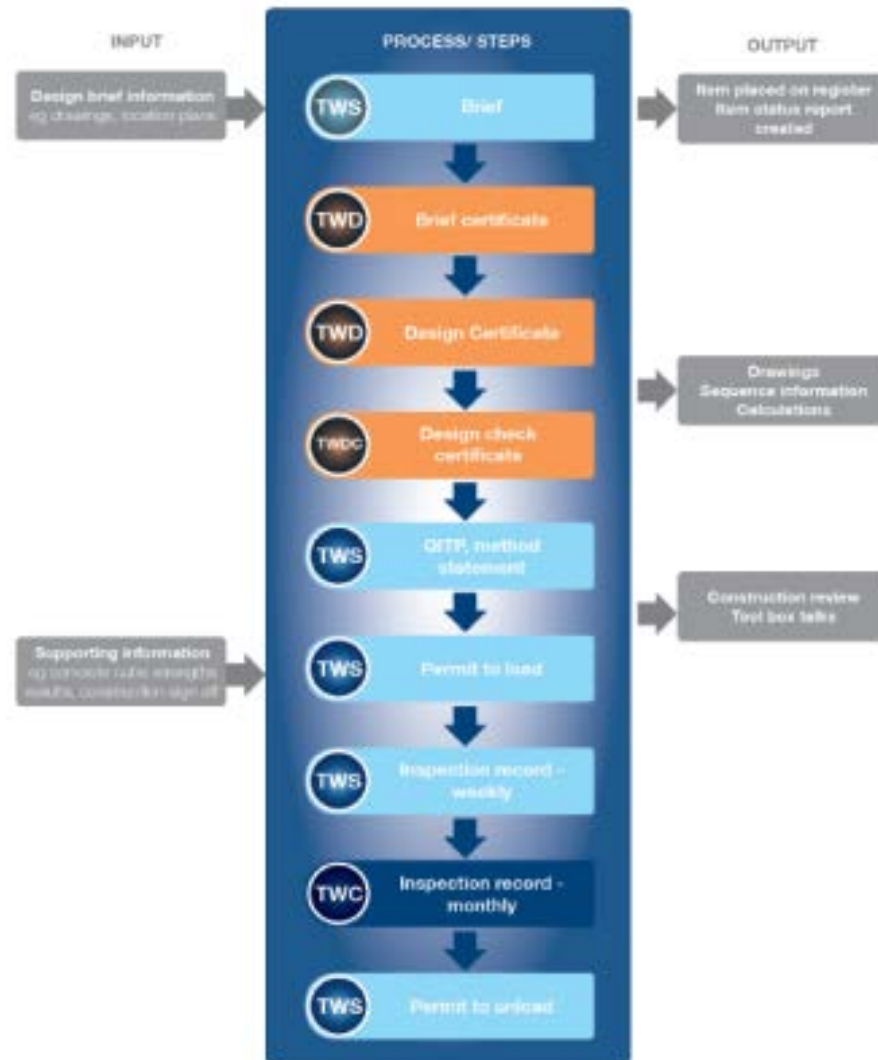 INPUT
PROCESS/ STEPS
OUTPUT
Design brief information
eg drawings, location plans
TWS
Brief
Item placed on register
Item status report
created
TWD
Brief certificate
TWD
Design Certificate
Drawings
Sequence information
Calculations
TWDC
Design check
certificate
TWS
QITP, method
statement
Construction review
Tool box talks
Supporting information
eg concrete cube strengths
results, construction sign off
TWS
Permit to load
TWS
Inspection record -
weekly
TWC
Inspection record -
monthly
TWS
Permit to unload